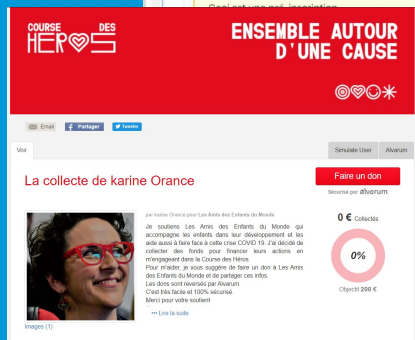 Ceci est une pré-inscription
COURSE DES
HEROS
ENSEMBLE AUTOUR
D'UNE CAUSE
Email Partager Tweeter
Voir Simulate User Alvarum
La collecte de karine Orance
Faire un don
Sécurisé par alvarum
par karine Orance pour Les Amis des Enfants du Monde
Je soutiens Les Amis des Enfants du Monde qui
accompagne les enfants dans leur développement et les
aide aussi à faire face à cette crise COVID 19. J'ai décidé de
collecter des fonds pour financer leurs actions en
m'engageant dans la Course des Héros.
Pour m'aider, je vous suggère de faire un don à Les Amis
des Enfants du Monde et de partager ces infos.
Les dons sont reversés par Alvarum.
C'est très facile et 100% sécurisé.
Merci pour votre soutien!
••• Lire la suite
0 € Collectés
0%
Objectif 200 €
Images (1)